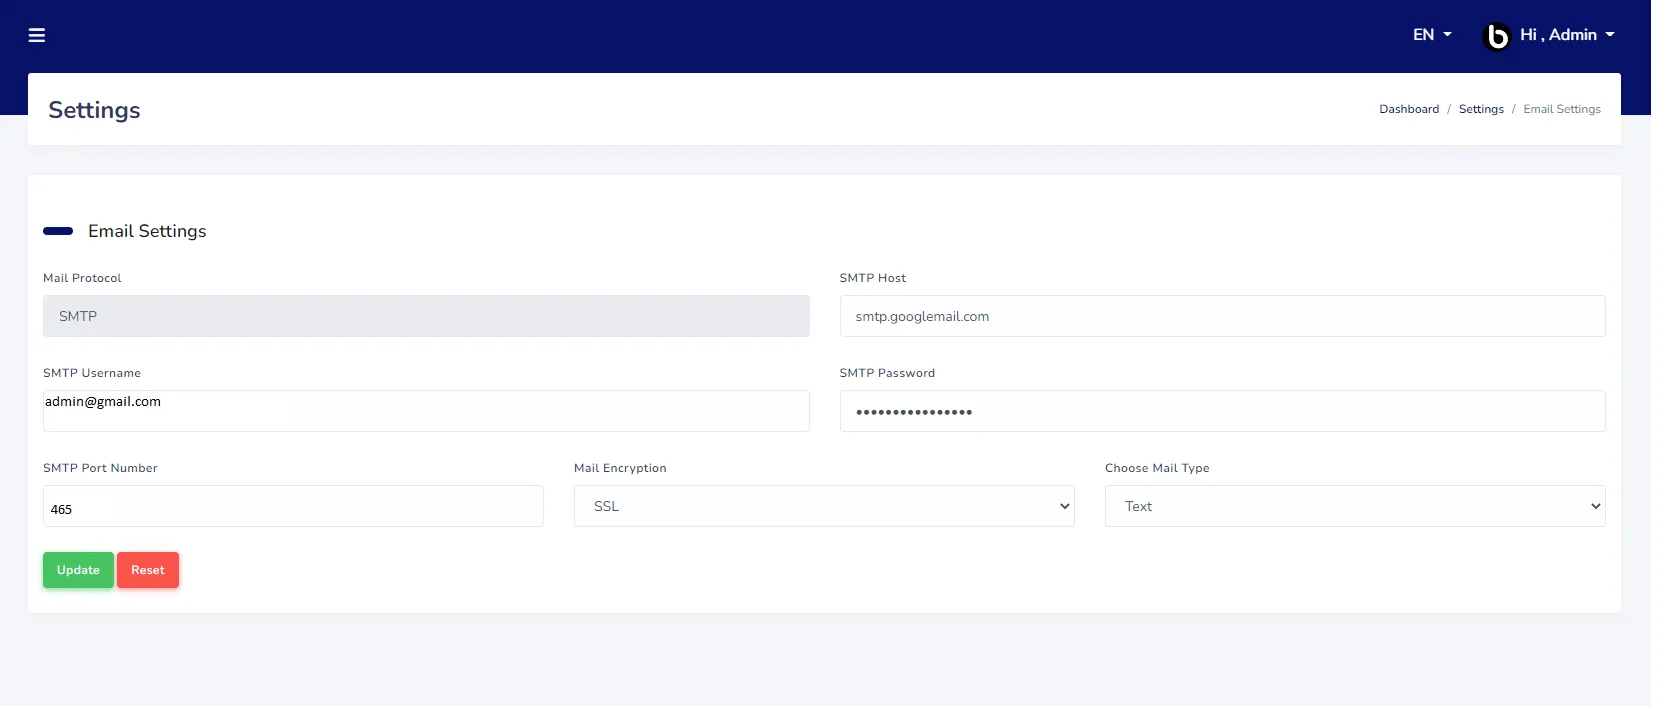 EN
b Hi , Admin
Settings
Dashboard / Settings / Email Settings
Email Settings
Mail Protocol
SMTP Host
SMTP
smtp.googlemail.com
SMTP Username
SMTP Password
admin@gmail.com
••••••••••••••••
SMTP Port Number
Mail Encryption
Choose Mail Type
465
SSL
Text
Update
Reset